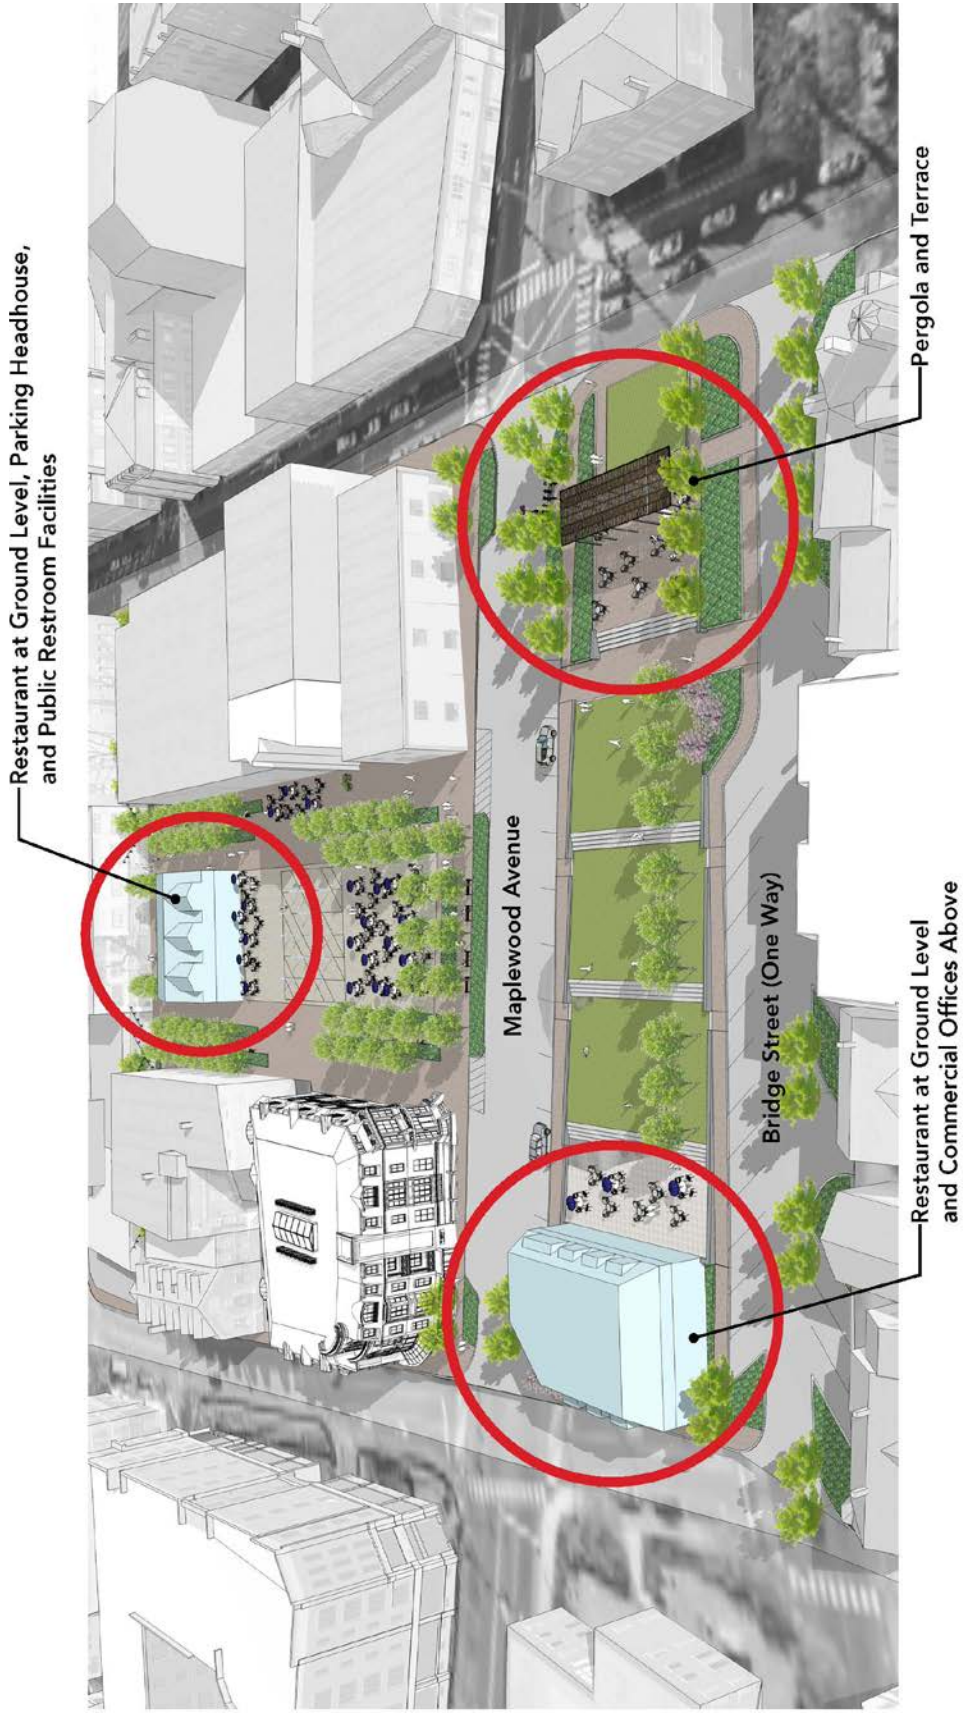 Restaurant at Ground Level, Parking Headhouse,
and Public Restroom Facilities
Maplewood Avenue
Bridge Street (One Way)
Restaurant at Ground Level
and Commercial Offices Above
Pergola and Terrace